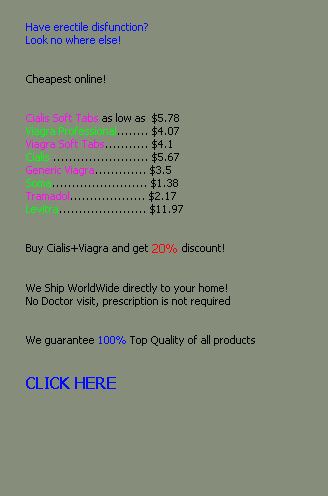 Have erectile disfunction?
Look no where else!
Cheapest online!
Cialis Soft Tabs as low as $5.78
Viagra Professional........ $4.07
Viagra Soft Tabs........... $4.1
Cialis......................... $5.67
Generic Viagra............. $3.5
Soma........................ $1.38
Tramadol................... $2.17
Levitra...................... $11.97
Buy Cialis+Viagra and get 20% discount!
We Ship WorldWide directly to your home!
No Doctor visit, prescription is not required
We guarantee 100% Top Quality of all products
CLICK HERE